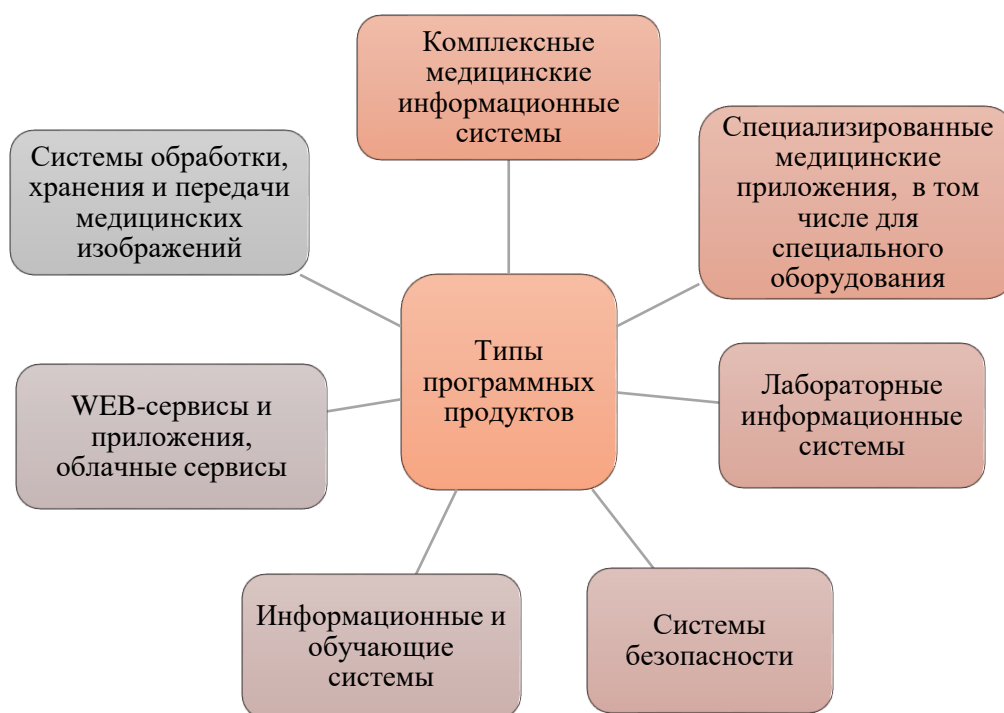 Комплексные
медицинские
информационные
системы
Специализированные
медицинские
приложения,  в том
числе для
специального
оборудования
Лабораторные
информационные
системы
Системы
безопасности
Информационные и
обучающие
системы
WEB-сервисы и
приложения,
облачные сервисы
Системы обработки,
хранения и передачи
медицинских
изображений
Типы
программных
продуктов